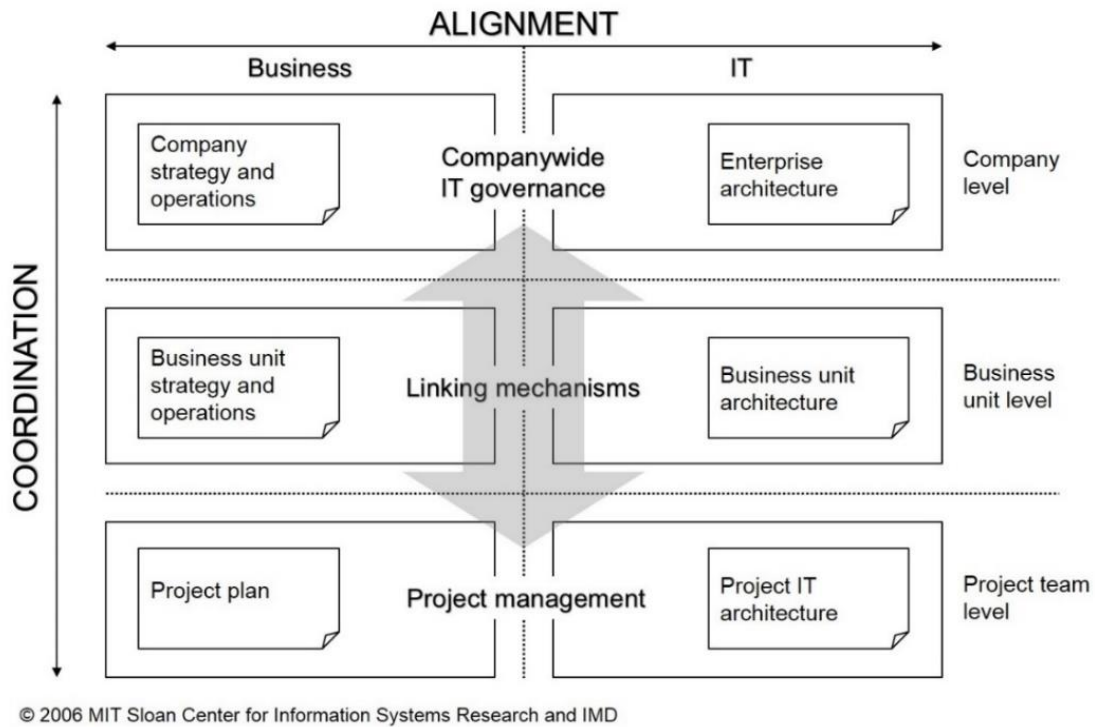 ALIGNMENT
Business
IT
COORDINATION
Company
strategy and
operations
Companywide
IT governance
Enterprise
architecture
Company
level
Business unit
strategy and
operations
Linking mechanisms
Business unit
architecture
Business
unit level
Project plan
Project management
Project IT
architecture
Project team
level
© 2006 MIT Sloan Center for Information Systems Research and IMD